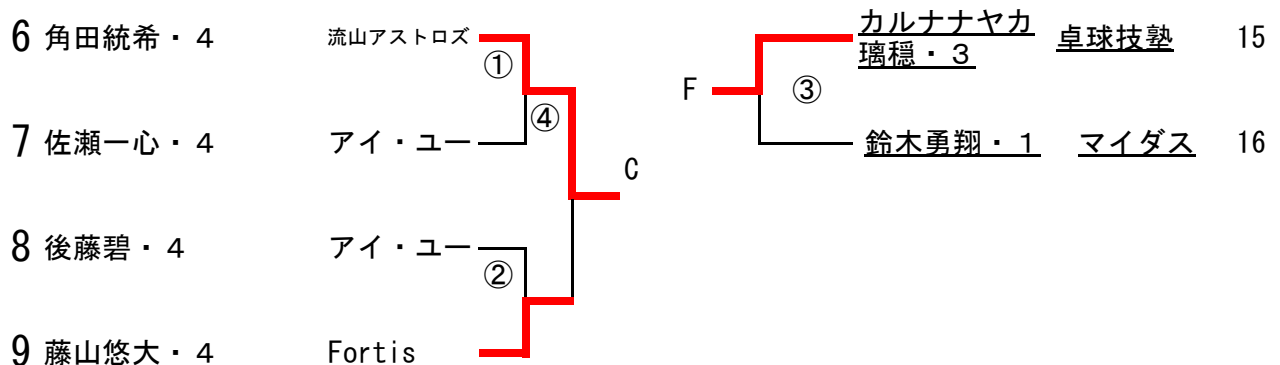 6 角田統希・4 流山アストロズ
①
7 佐瀬一心・4 アイ・ユー
④
C
8 後藤碧・4 アイ・ユー
②
9 藤山悠大・4 Fortis
カルナナヤカ
璃穏・3 卓球技塾 15
F ③
鈴木勇翔・1 マイダス 16